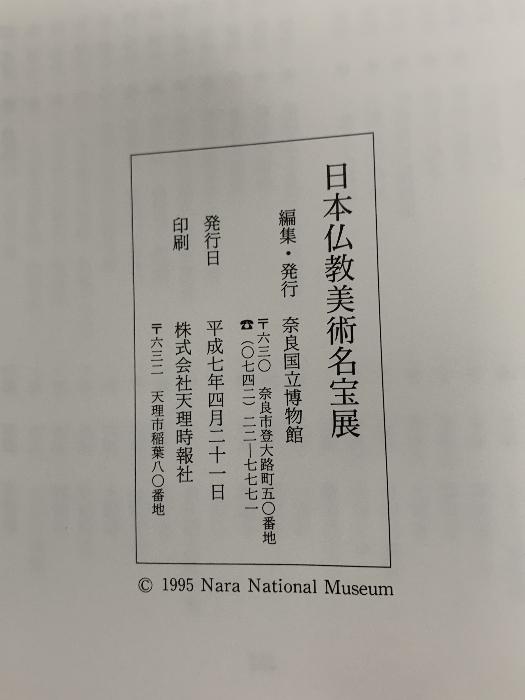 日本仏教美術名宝展
編集・発行 奈良国立博物館
〒六三〇 奈良市登大路町五〇番地
☎（〇七四二）二二―七七七一
発行日 平成七年四月二十一日
印刷 株式会社天理時報社
〒六三二 天理市稲葉八〇番地
© 1995 Nara National Museum